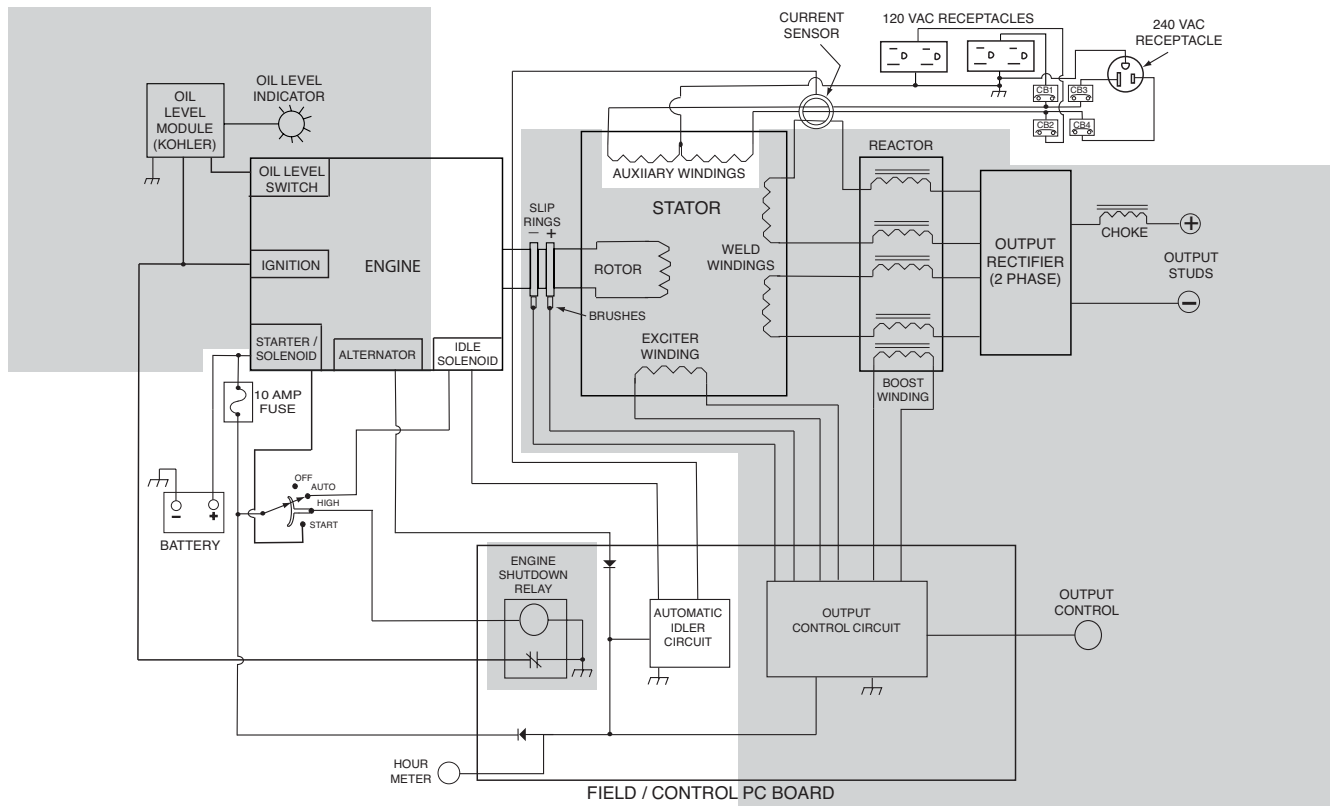 CURRENT
SENSOR
120 VAC RECEPTACLES
240 VAC
RECEPTACLE
D
D
D
D
CB1
CB3
CB2
CB4
OIL
LEVEL
MODULE
(KOHLER)
OIL LEVEL
INDICATOR
OIL LEVEL
SWITCH
IGNITION
ENGINE
STARTER /
SOLENOID
ALTERNATOR
IDLE
SOLENOID
SLIP
RINGS
– +
BRUSHES
AUXIIARY WINDINGS
STATOR
ROTOR
WELD
WINDINGS
EXCITER
WINDING
REACTOR
BOOST
WINDING
OUTPUT
RECTIFIER
(2 PHASE)
CHOKE
+
OUTPUT
STUDS
–
10 AMP
FUSE
OFF
AUTO
HIGH
START
– +
BATTERY
ENGINE
SHUTDOWN
RELAY
AUTOMATIC
IDLER
CIRCUIT
OUTPUT
CONTROL CIRCUIT
OUTPUT
CONTROL
HOUR
METER
FIELD / CONTROL PC BOARD